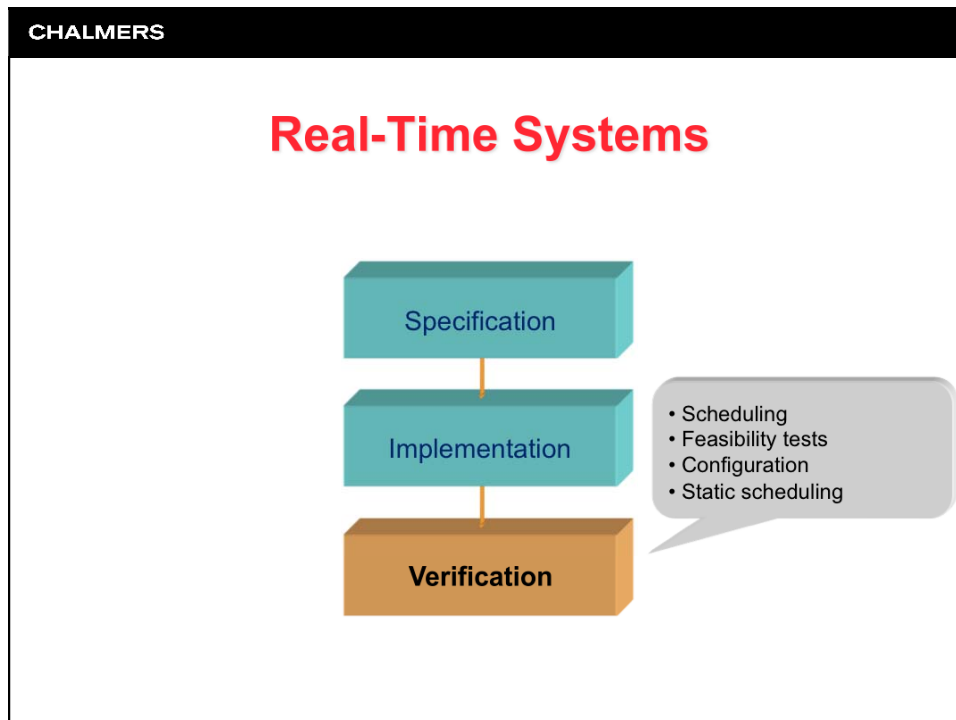 CHALMERS
Real-Time Systems
Specification
Implementation
• Scheduling
• Feasibility tests
• Configuration
• Static scheduling
Verification